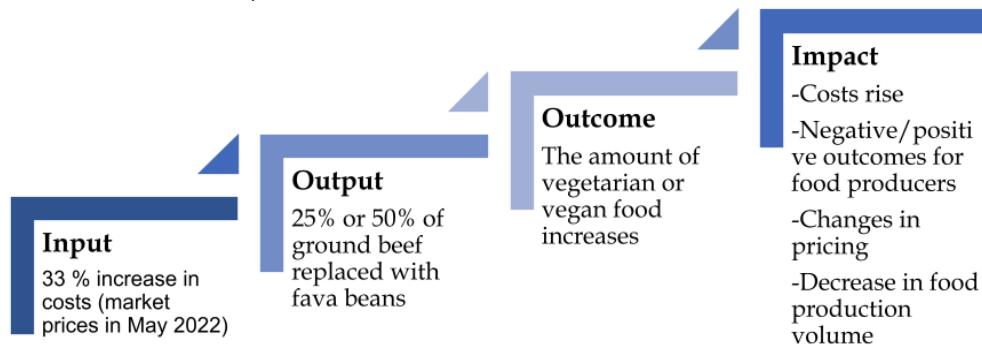 Input
33 % increase in
costs (market
prices in May 2022)
Output
25% or 50% of
ground beef
replaced with
fava beans
Outcome
The amount of
vegetarian or
vegan food
increases
Impact
-Costs rise
-Negative/positi
ve outcomes for
food producers
-Changes in
pricing
-Decrease in food
production
volume